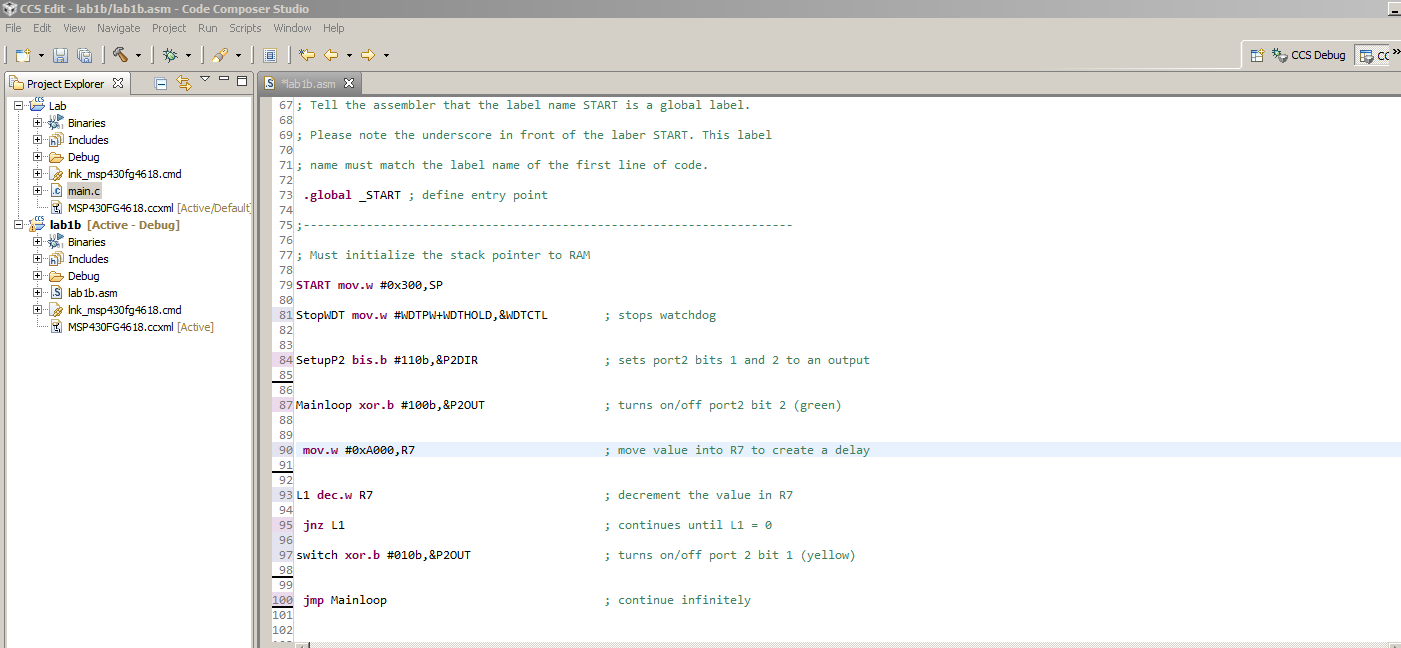 CCS Edit - lab1b/lab1b.asm - Code Composer Studio
File Edit View Navigate Project Run Scripts Window Help
CCS Debug CC
Project Explorer
*lab1b.asm
Lab
Binaries
Includes
Debug
lnk_msp430fg4618.cmd
main.c
MSP430FG4618.ccxml [Active/Default]
lab1b [Active - Debug]
Binaries
Includes
Debug
lab1b.asm
lnk_msp430fg4618.cmd
MSP430FG4618.ccxml [Active]
67 ; Tell the assembler that the label name START is a global label.
68
69 ; Please note the underscore in front of the laber START. This label
70
71 ; name must match the label name of the first line of code.
72
73 .global _START ; define entry point
74
75 ;----------------------------------------------------------------------
76
77 ; Must initialize the stack pointer to RAM
78
79 START mov.w #0x300,SP
80
81 StopWDT mov.w #WDTPW+WDTHOLD,&WDTCTL ; stops watchdog
82
83
84 SetupP2 bis.b #110b,&P2DIR ; sets port2 bits 1 and 2 to an output
85
86
87 Mainloop xor.b #100b,&P2OUT ; turns on/off port2 bit 2 (green)
88
89
90 mov.w #0xA000,R7 ; move value into R7 to create a delay
91
92
93 L1 dec.w R7 ; decrement the value in R7
94
95 jnz L1 ; continues until L1 = 0
96
97 switch xor.b #010b,&P2OUT ; turns on/off port 2 bit 1 (yellow)
98
99
100 jmp Mainloop ; continue infinitely
101
102